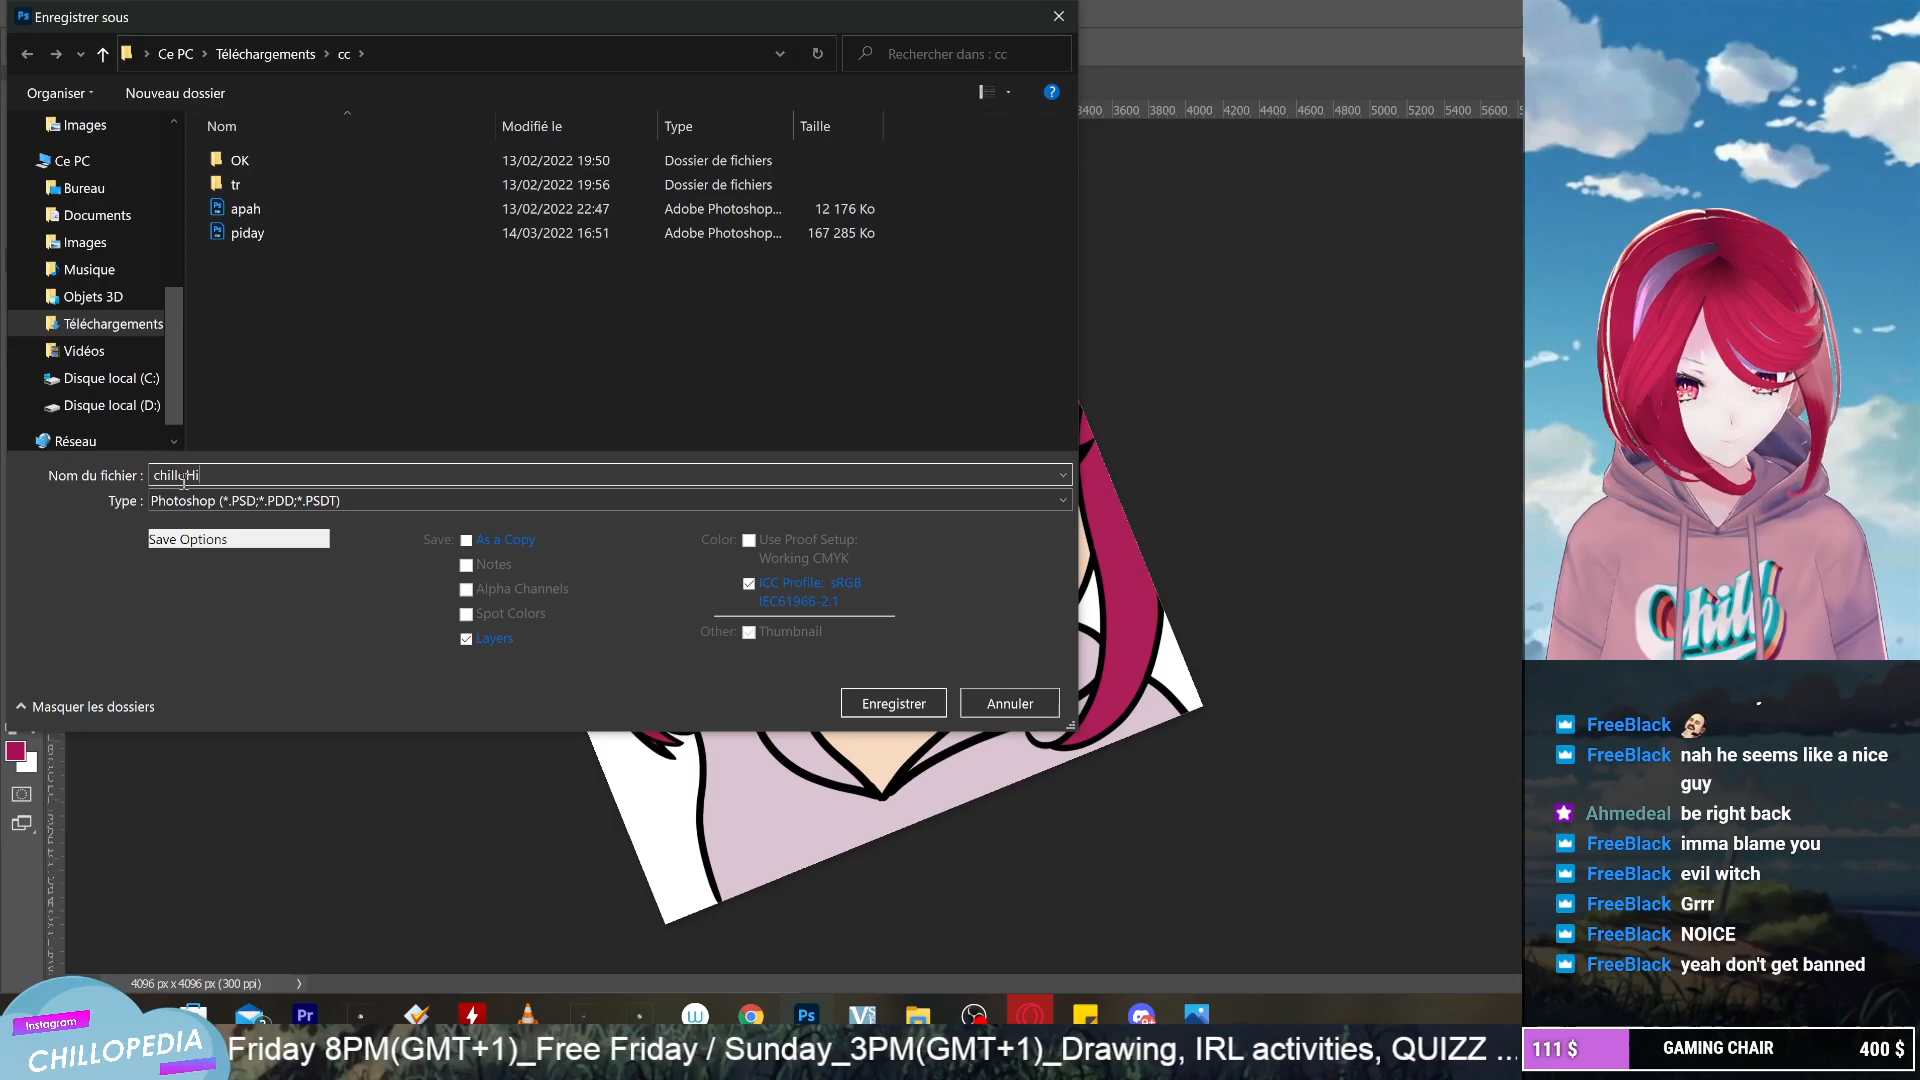 Enregistrer sous
Ce PC > Téléchargements > cc >
Rechercher dans : cc
Organiser
Nouveau dossier
Nom
Modifié le
Type
Taille
Images
Ce PC
Bureau
Documents
Images
Musique
Objets 3D
Téléchargements
Vidéos
Disque local (C:)
Disque local (D:)
Réseau
OK 13/02/2022 19:50 Dossier de fichiers
tr 13/02/2022 19:56 Dossier de fichiers
apah 13/02/2022 22:47 Adobe Photoshop... 12 176 Ko
piday 14/03/2022 16:51 Adobe Photoshop... 167 285 Ko
3400 3600 3800 4000 4200 4400 4600 4800 5000 5200 5400 5600
Nom du fichier :
Type : Photoshop (*.PSD;*.PDD;*.PSDT)
Save Options
Save: As a Copy
Notes
Alpha Channels
Spot Colors
Layers
Color: Use Proof Setup:
Working CMYK
ICC Profile: sRGB
IEC61966-2.1
Other: Thumbnail
Masquer les dossiers
Enregistrer
Annuler
4096 px x 4096 px (300 ppi)
Chill
FreeBlack
FreeBlack nah he seems like a nice
guy
Ahmedeal be right back
FreeBlack imma blame you
FreeBlack evil witch
FreeBlack Grrr
FreeBlack NOICE
FreeBlack yeah don't get banned
Instagram
CHILLOPEDIA
Friday 8PM(GMT+1)_Free Friday / Sunday_3PM(GMT+1)_Drawing, IRL activities, QUIZZ ...
111 $ GAMING CHAIR 400 $